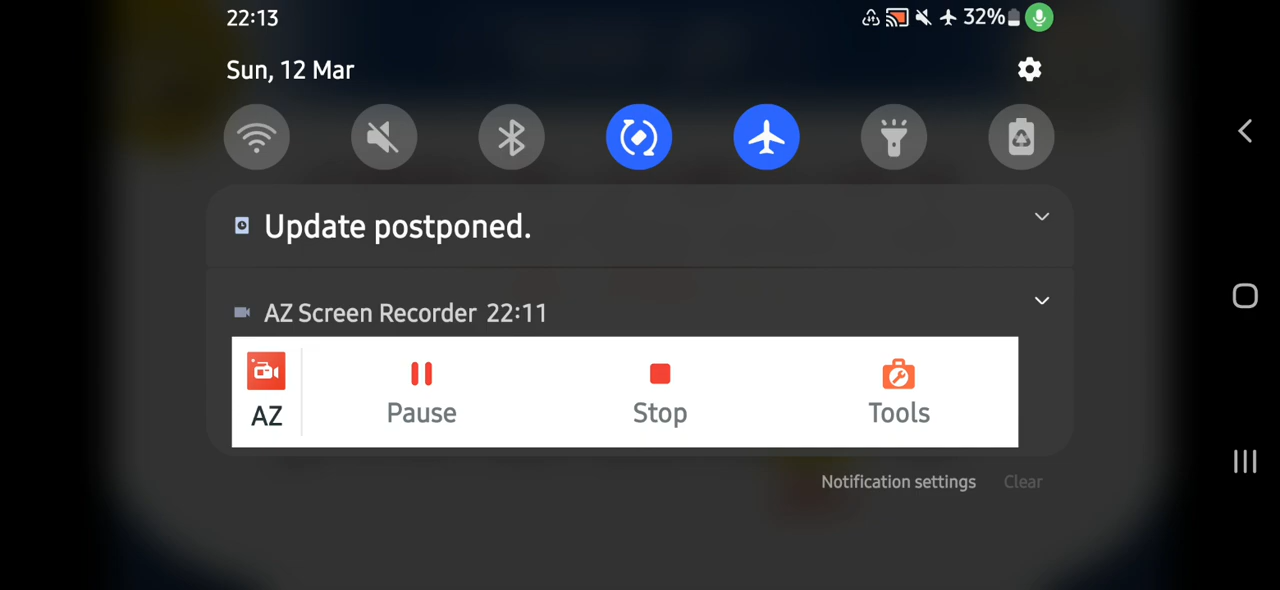 22:13
32%
Sun, 12 Mar
Update postponed.
AZ Screen Recorder 22:11
AZ
Pause
Stop
Tools
Notification settings
Clear